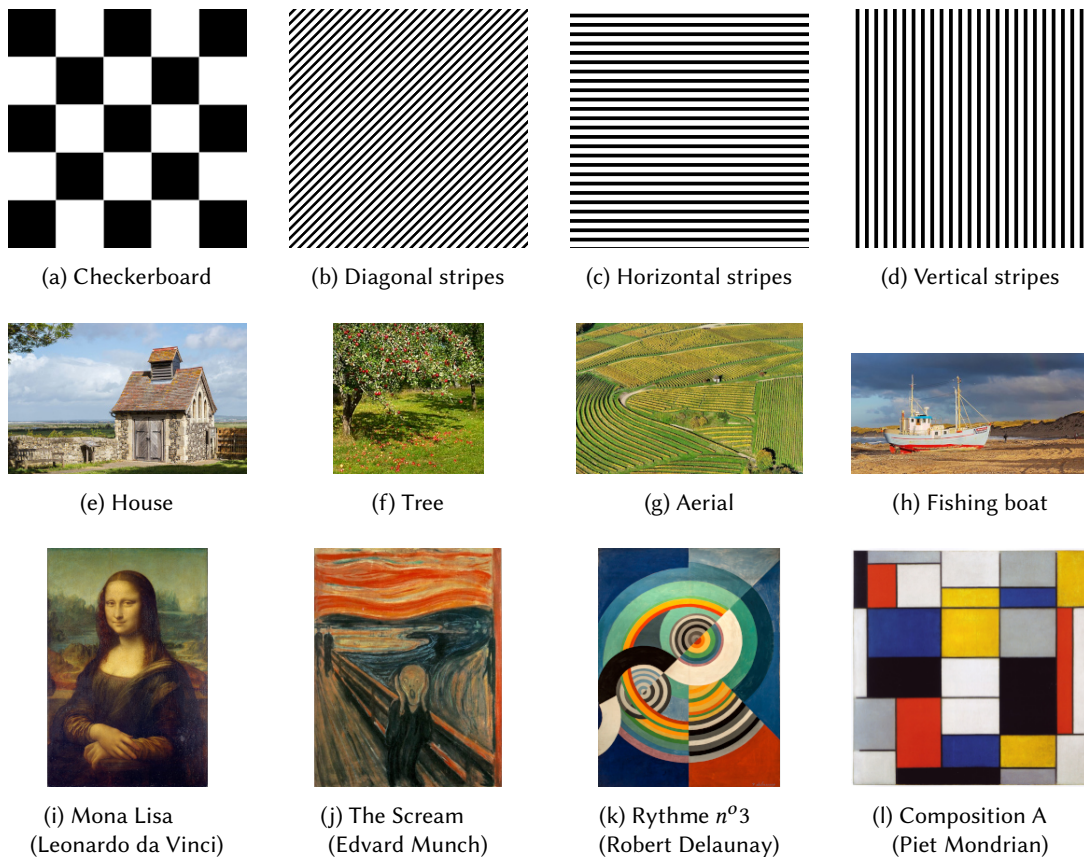 (a) Checkerboard
(b) Diagonal stripes
(c) Horizontal stripes
(d) Vertical stripes
(e) House
(f) Tree
(g) Aerial
(h) Fishing boat
(i) Mona Lisa
(Leonardo da Vinci)
(j) The Scream
(Edvard Munch)
(k) Rythme nº3
(Robert Delaunay)
(l) Composition A
(Piet Mondrian)